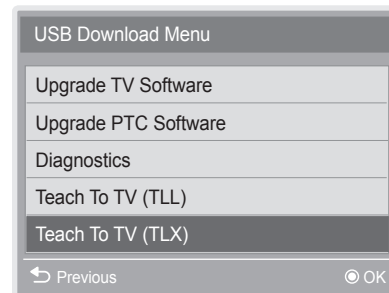 USB Download Menu
Upgrade TV Software
Upgrade PTC Software
Diagnostics
Teach To TV (TLL)
Teach To TV (TLX)
Previous OK